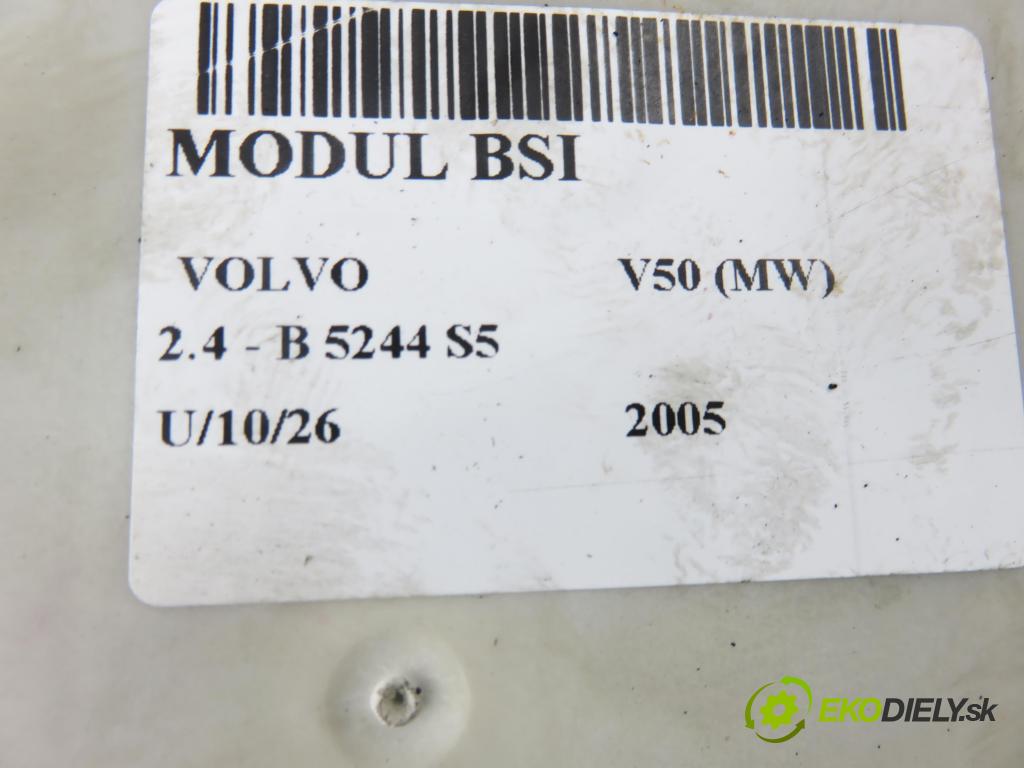 MODUL BSI
VOLVO V50 (MW)
2.4 - B 5244 S5
U/10/26 2005
EKODIELY.sk